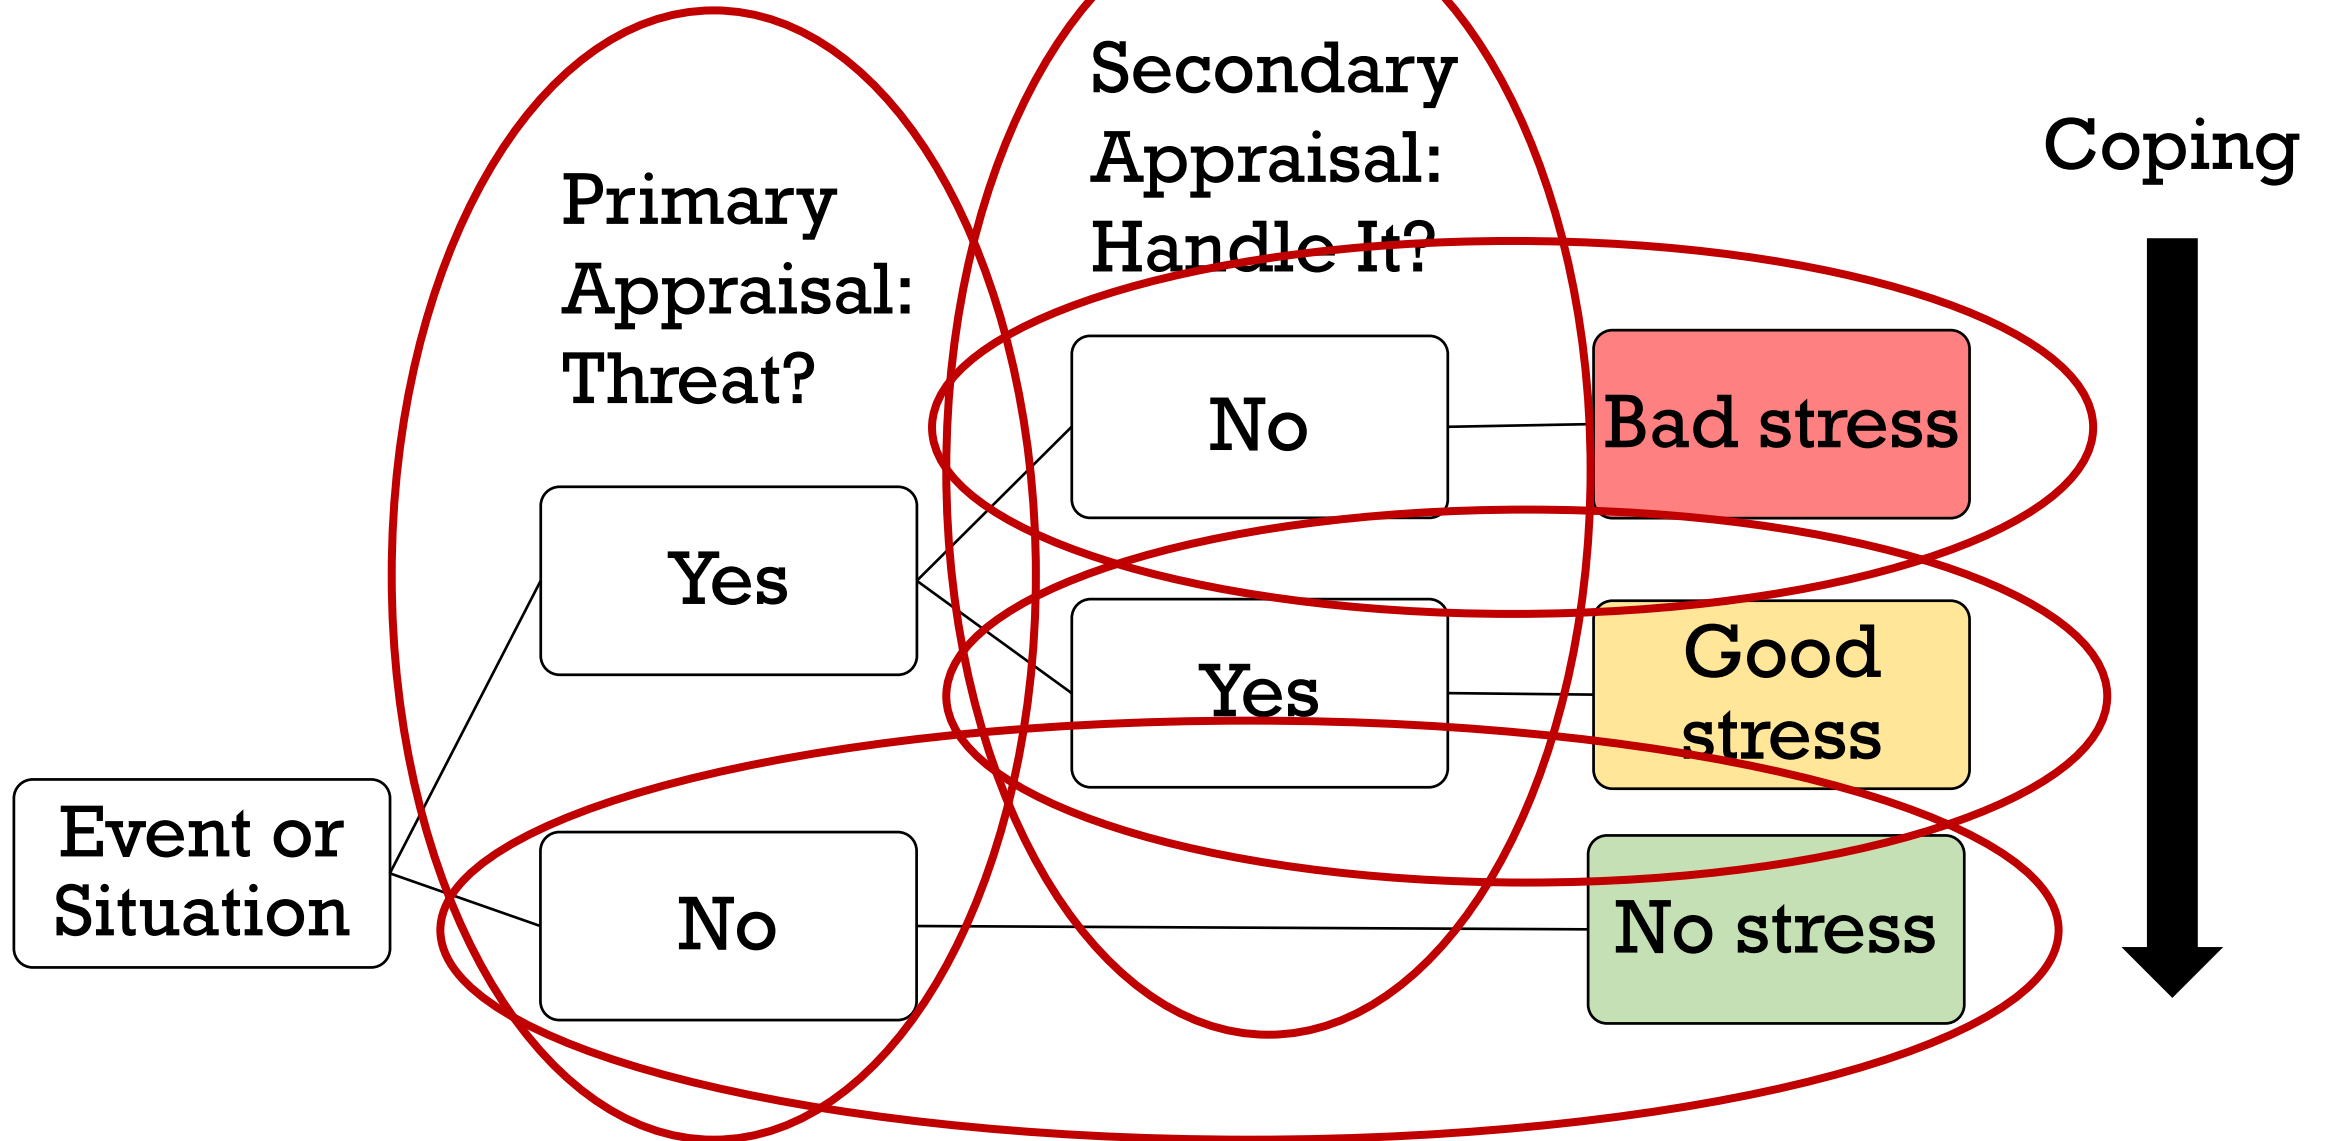 Secondary
Appraisal:
Handle It?
Coping
Primary
Appraisal:
Threat?
No
Bad stress
Yes
Yes
Good
stress
Event or
Situation
No
No stress